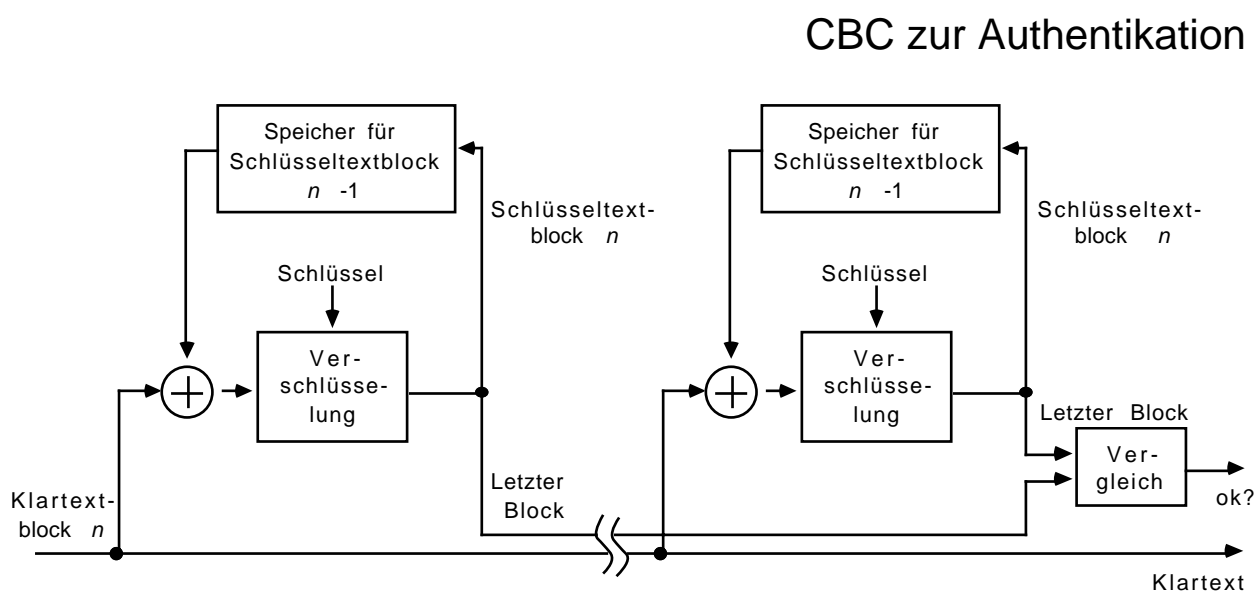 CBC zur Authentikation
Speicher für
Schlüsseltextblock
n -1
Schlüsseltext-
block n
Schlüssel
Ver-
schlüsse-
lung
Klartext-
block n
Letzter
Block
Speicher für
Schlüsseltextblock
n -1
Schlüsseltext-
block n
Schlüssel
Ver-
schlüsse-
lung
Letzter Block
Ver-
gleich
ok?
Klartext